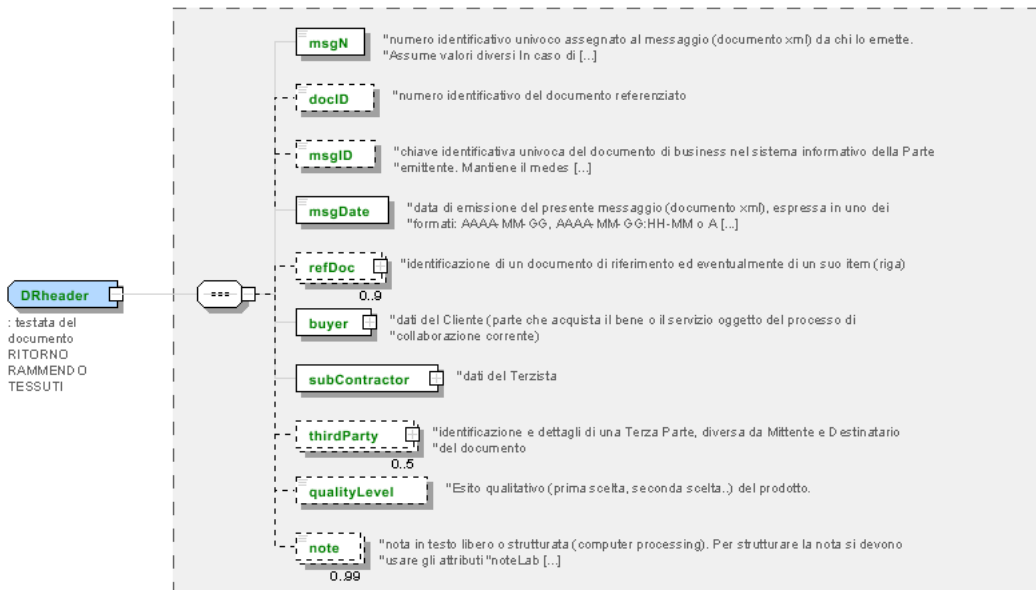 msgN
"numero identificativo univoco assegnato al messaggio (documento xml) da chi lo emette.
"Assume valori diversi In caso di [...]
docID
"numero identificativo del documento referenziato
msgID
"chiave identificativa univoca del documento di business nel sistema informativo della Parte
"emittente. Mantiene il medes [...]
msgDate
"data di emissione del presente messaggio (documento xml), espressa in uno dei
"formati: AAAA-MM-GG, AAAA-MM-GG:HH-MM o A [...]
refDoc
"identificazione di un documento di riferimento ed eventualmente di un suo item (riga)
0..9
DRheader
: testata del
documento
RITORNO
RAMMENDO
TESSUTI
buyer
"dati del Cliente (parte che acquista il bene o il servizio oggetto del processo di
"collaborazione corrente)
subContractor
"dati del Terzista
thirdParty
"identificazione e dettagli di una Terza Parte, diversa da Mittente e Destinatario
"del documento
0..5
qualityLevel
"Esito qualitativo (prima scelta, seconda scelta..) del prodotto.
note
"nota in testo libero o strutturata (computer processing). Per strutturare la nota si devono
"usare gli attributi "noteLab [...]
0..99